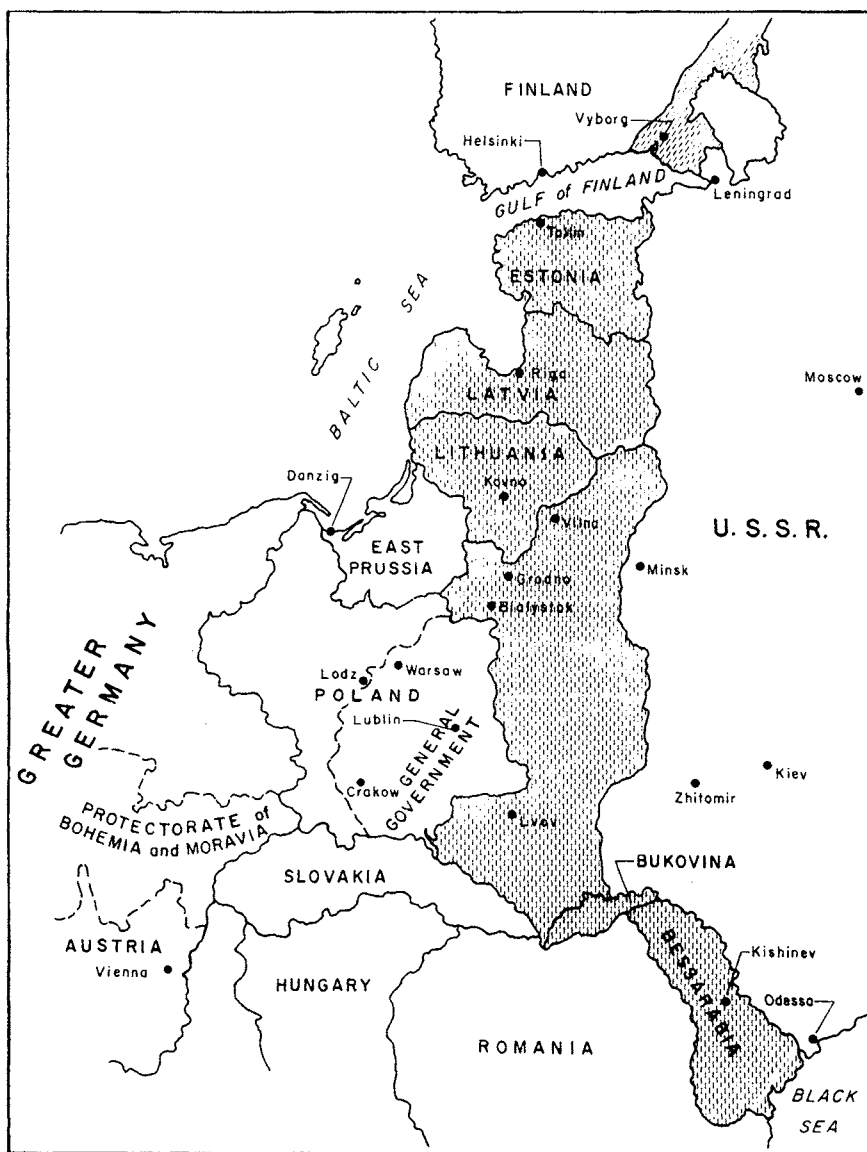 FINLAND
Vyborg
Helsinki
GULF of FINLAND
Leningrad
Tallin
ESTONIA
BALTIC SEA
Riga
LATVIA
Moscow
LITHUANIA
Kovno
Danzig
Vilna
U. S. S. R.
EAST
PRUSSIA
Minsk
Grodno
Bialystok
GREATER
GERMANY
Warsaw
Lodz
POLAND
Lublin
GENERAL
GOVERNMENT
Kiev
Crakow
Zhitomir
PROTECTORATE of
BOHEMIA and MORAVIA
Lvov
BUKOVINA
SLOVAKIA
AUSTRIA
Vienna
BESSARABIA
Kishinev
HUNGARY
Odessa
ROMANIA
BLACK
SEA